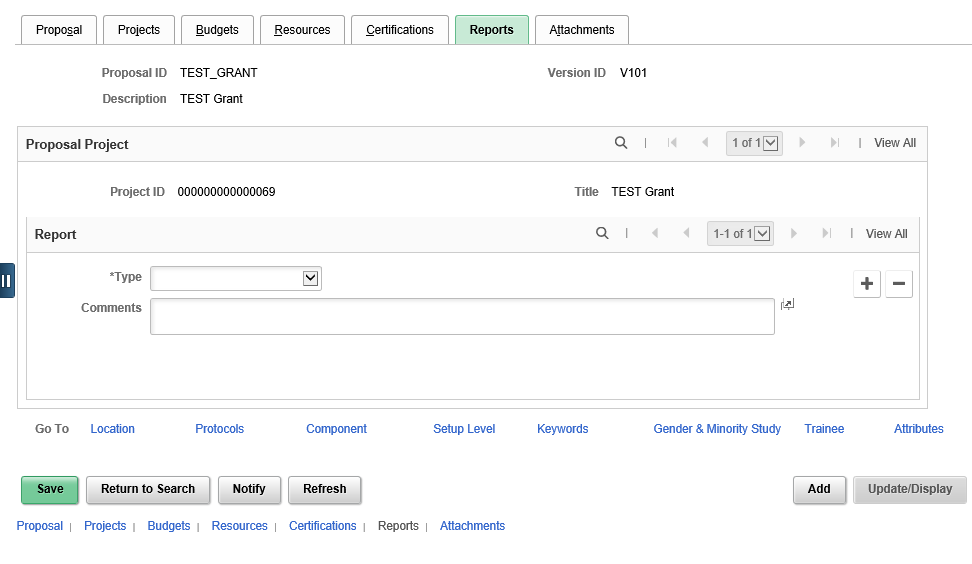 Proposal Projects Budgets Resources Certifications Reports Attachments
Proposal ID TEST_GRANT Version ID V101
Description TEST Grant
Proposal Project | 1 of 1 | View All
Project ID 000000000000069 Title TEST Grant
Report | 1-1 of 1 | View All
*Type
Comments
Go To Location Protocols Component Setup Level Keywords Gender & Minority Study Trainee Attributes
Save Return to Search Notify Refresh Add Update/Display
Proposal | Projects | Budgets | Resources | Certifications | Reports | Attachments